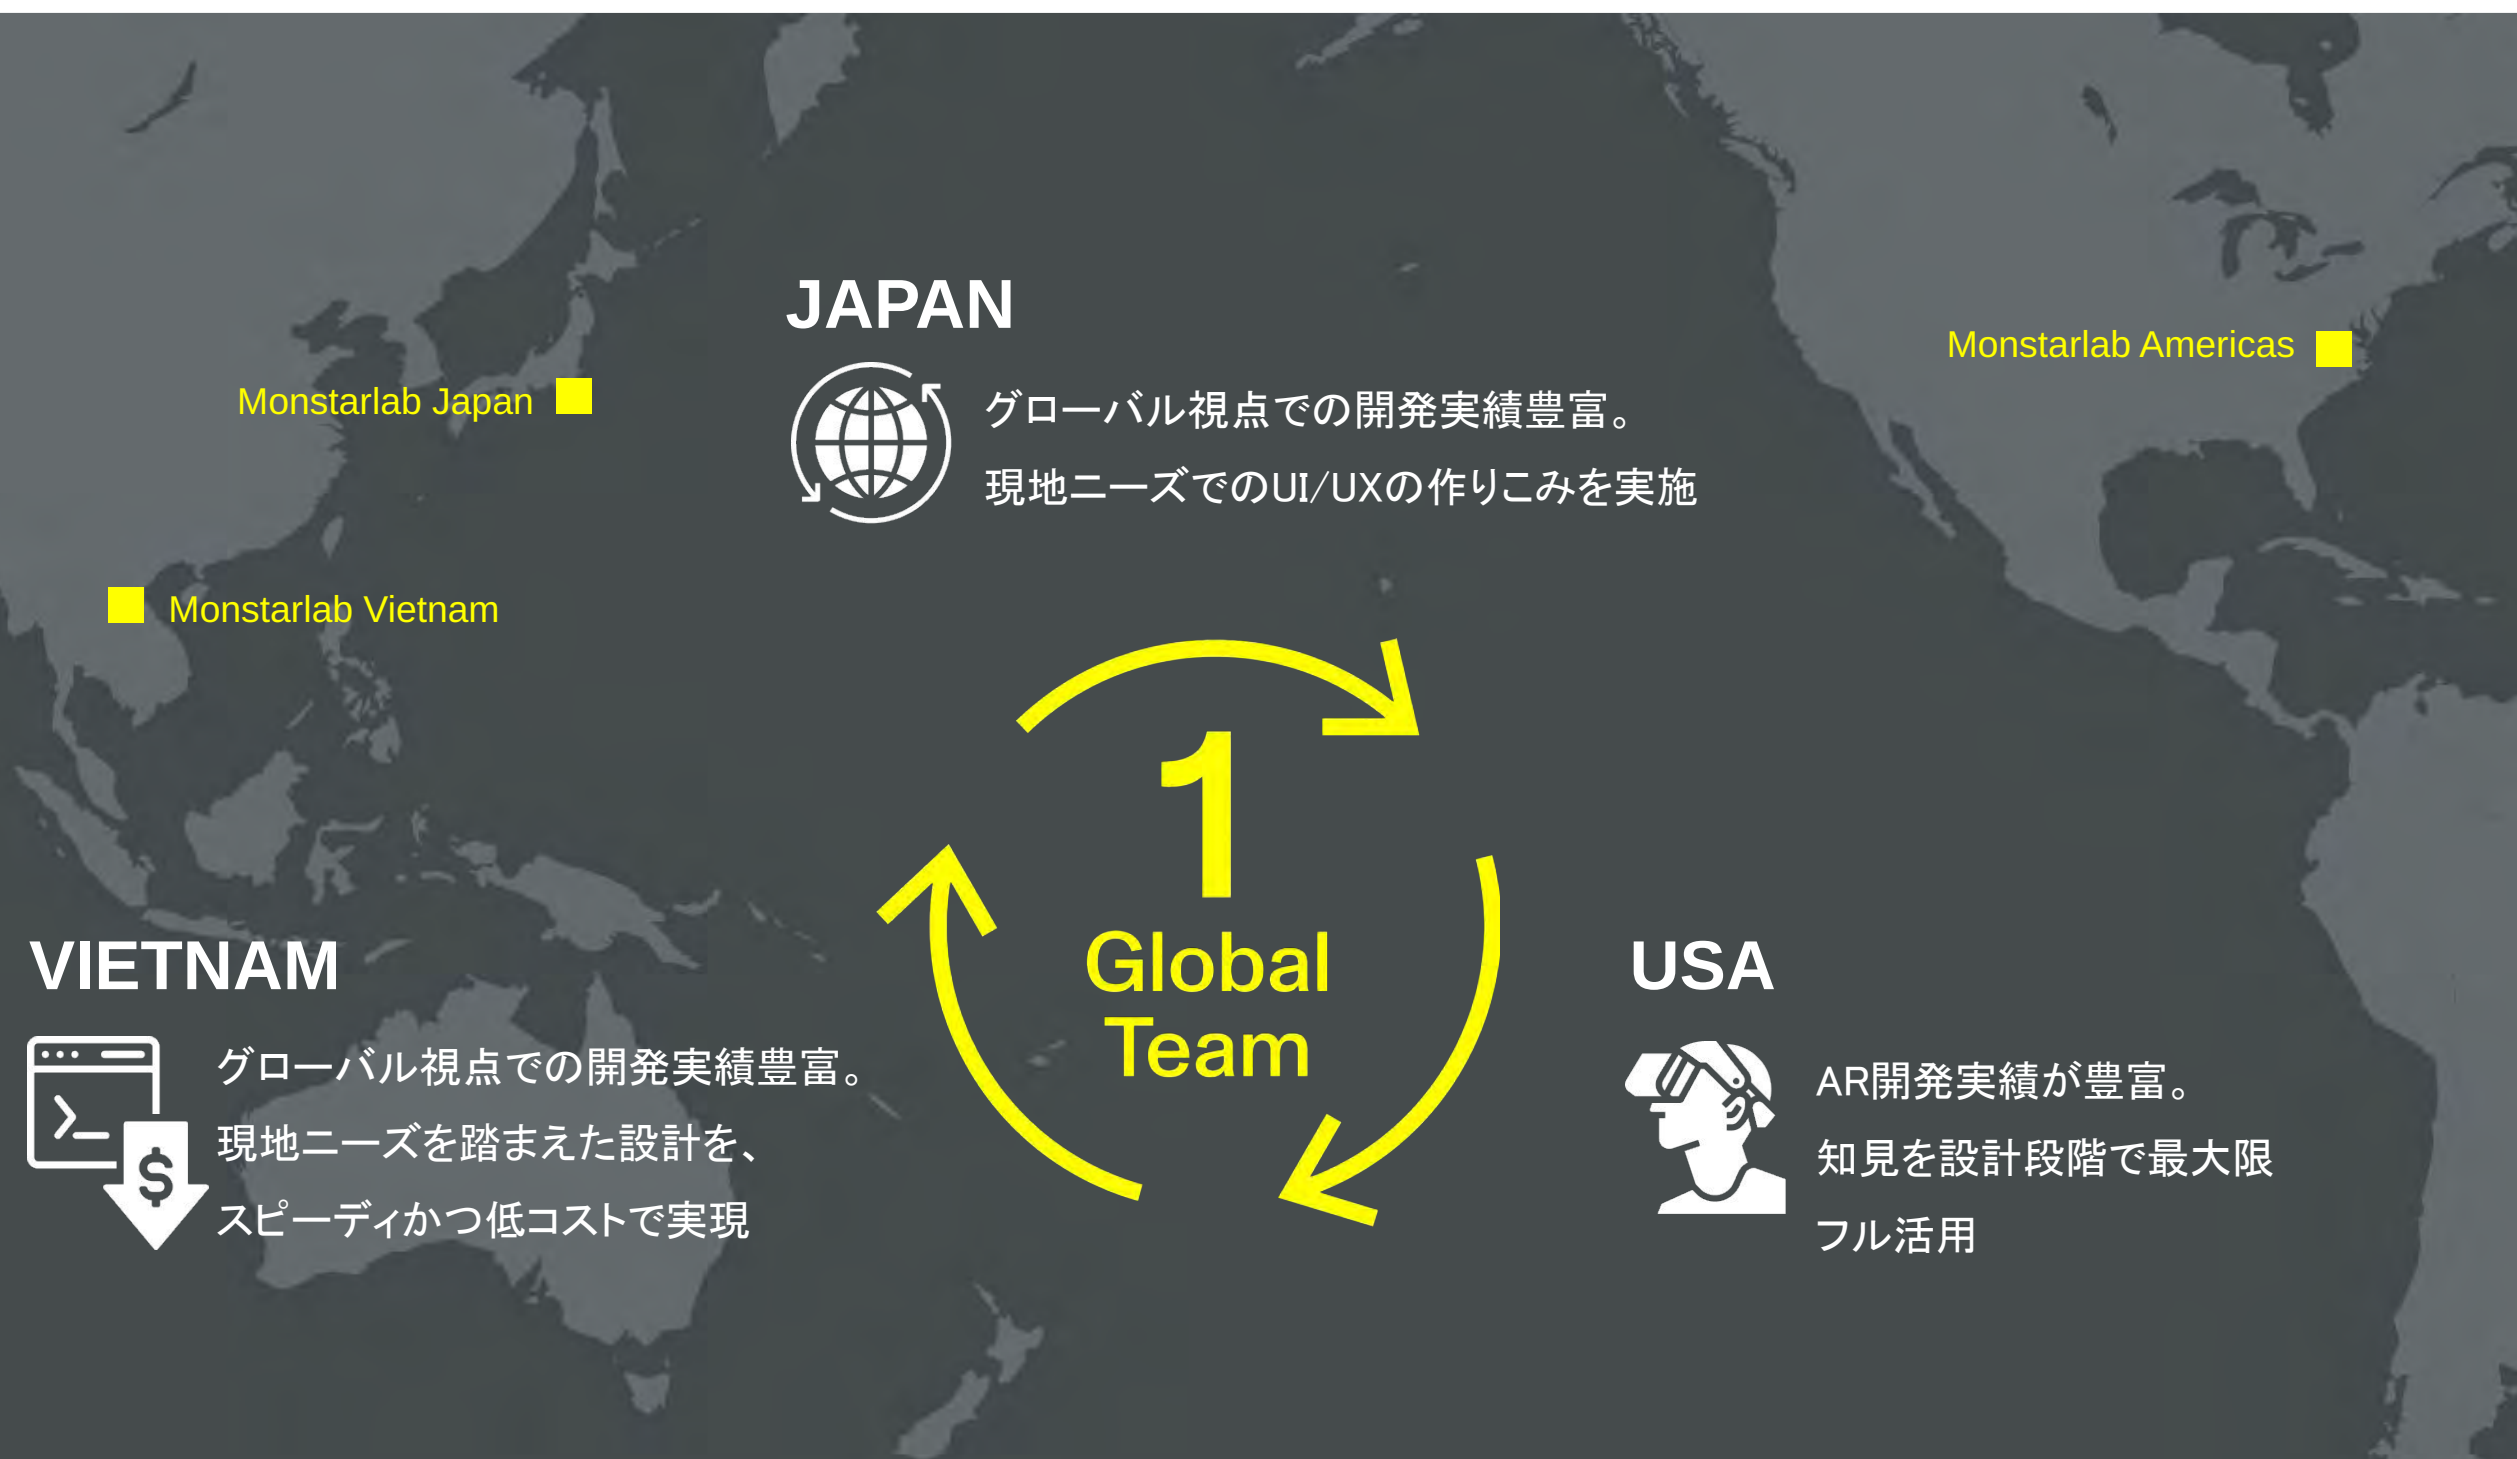 JAPAN
グローバル視点での開発実績豊富。
現地ニーズでのUI/UXの作りこみを実施
Monstarlab Americas
Monstarlab Japan
Monstarlab Vietnam
1
Global
Team
VIETNAM
グローバル視点での開発実績豊富。
現地ニーズを踏まえた設計を、
スピーディかつ低コストで実現
$
USA
AR開発実績が豊富。
知見を設計段階で最大限
フル活用